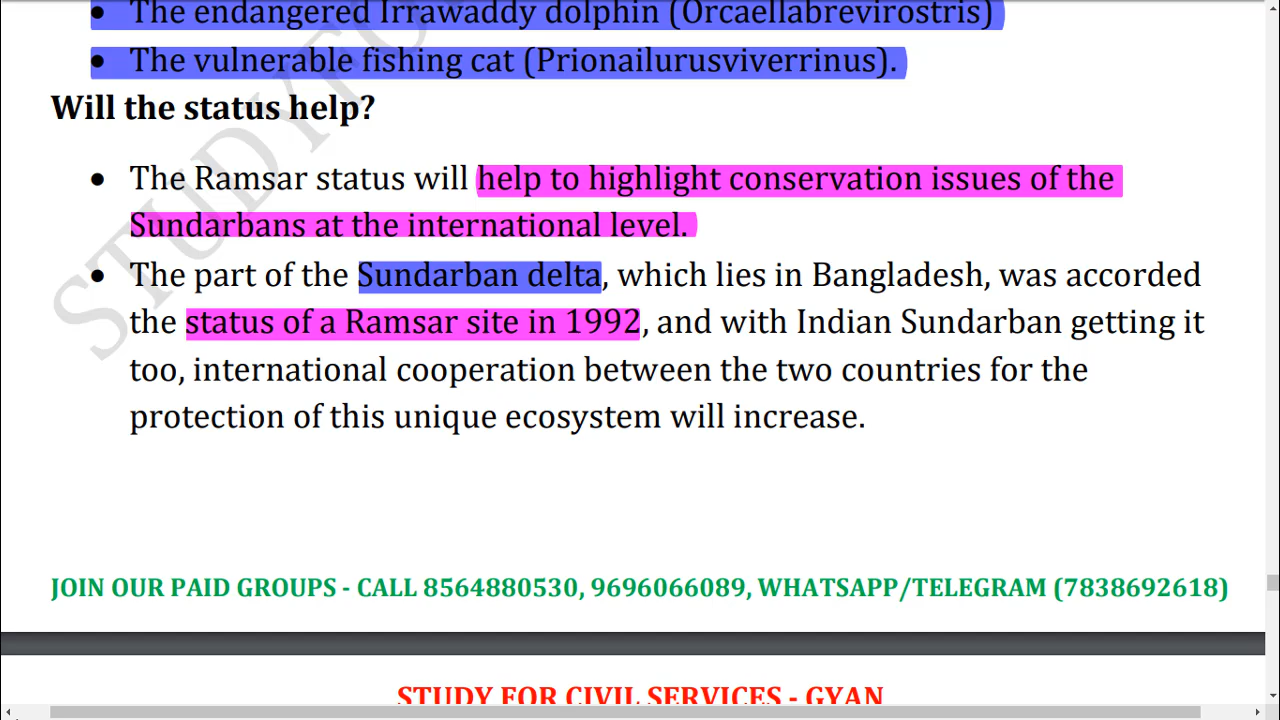 • The endangered Irrawaddy dolphin (Orcaellabrevirostris)
• The vulnerable fishing cat (Prionailurusviverrinus).
Will the status help?
• The Ramsar status will help to highlight conservation issues of the
Sundarbans at the international level.
• The part of the Sundarban delta, which lies in Bangladesh, was accorded
the status of a Ramsar site in 1992, and with Indian Sundarban getting it
too, international cooperation between the two countries for the
protection of this unique ecosystem will increase.
STUDYFO
JOIN OUR PAID GROUPS - CALL 8564880530, 9696066089, WHATSAPP/TELEGRAM (7838692618)
STUDY FOR CIVIL SERVICES - GYAN